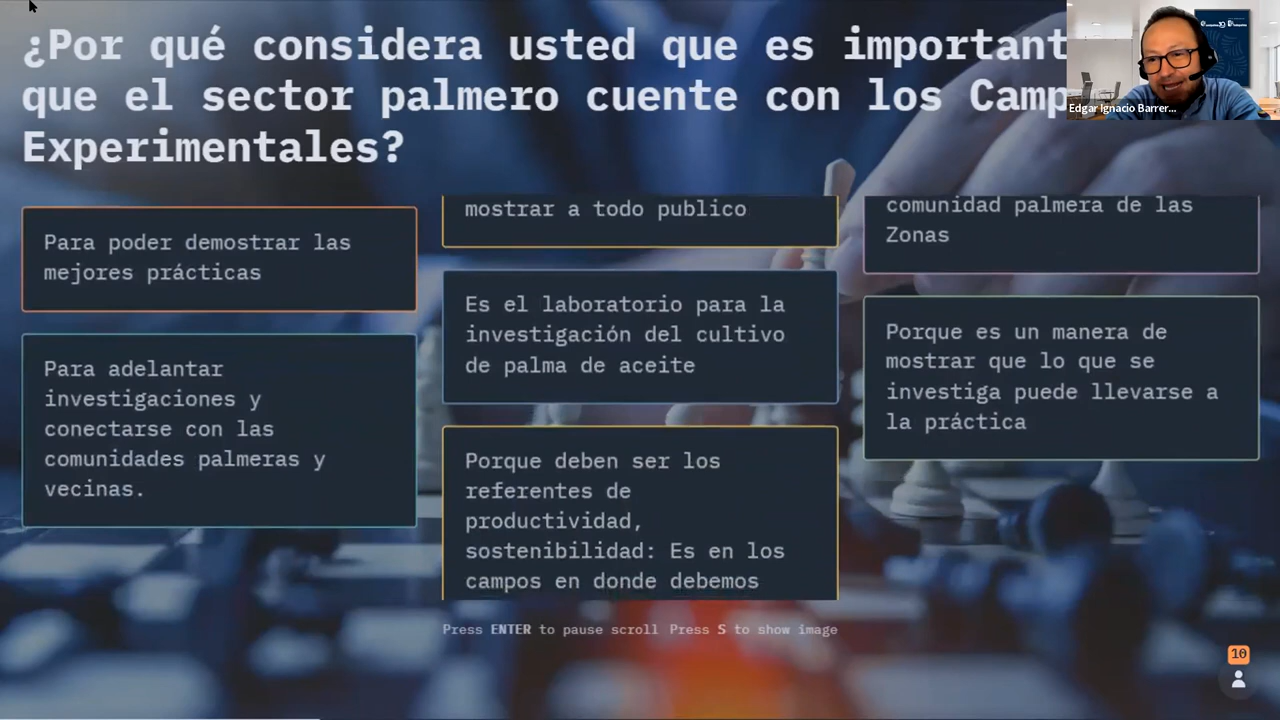 ¿Por qué considera usted que es important
que el sector palmero cuente con los Camp
Experimentales?
Edgar Ignacio Barrer...
Para poder demostrar las
mejores prácticas
Para adelantar
investigaciones y
conectarse con las
comunidades palmeras y
vecinas.
mostrar a todo publico
Es el laboratorio para la
investigación del cultivo
de palma de aceite
Porque deben ser los
referentes de
productividad,
sostenibilidad: Es en los
campos en donde debemos
comunidad palmera de las
Zonas
Porque es un manera de
mostrar que lo que se
investiga puede llevarse a
la práctica
Press ENTER to pause scroll Press S to show image
10